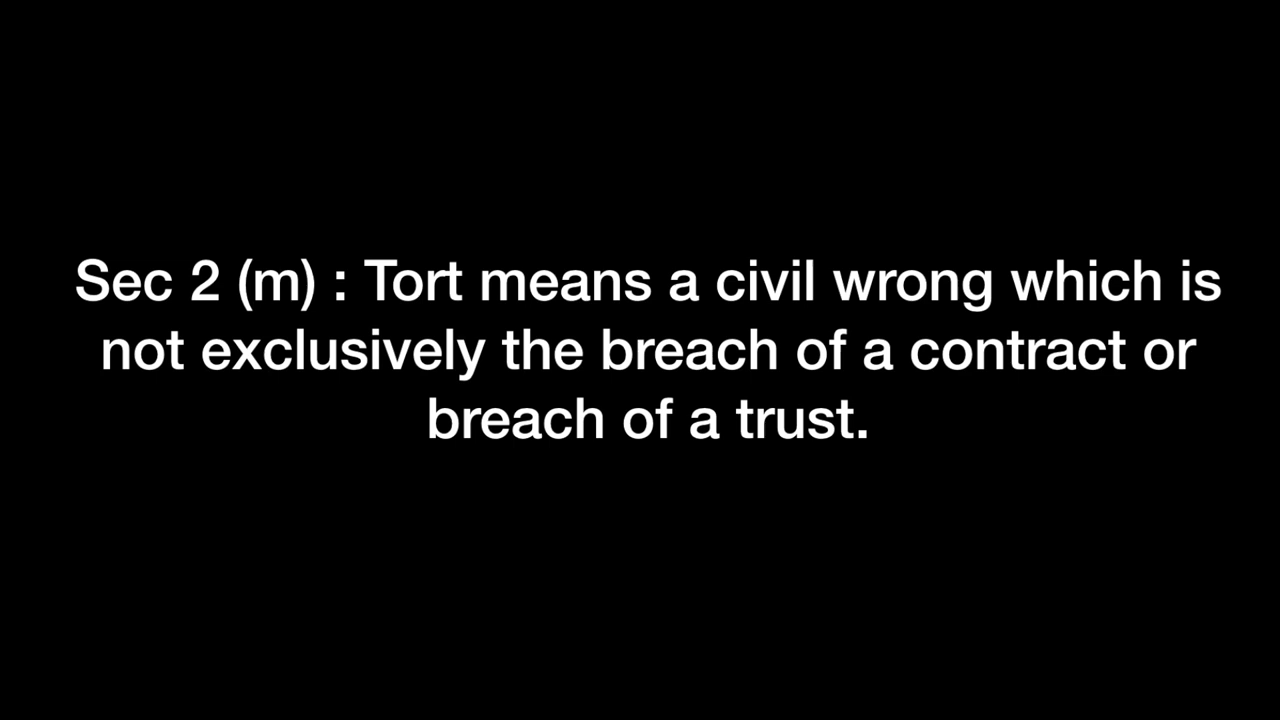 Sec 2 (m) : Tort means a civil wrong which is
not exclusively the breach of a contract or
breach of a trust.